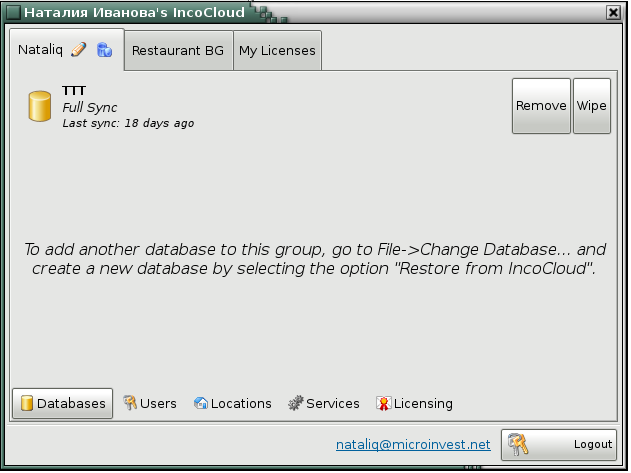 Наталия Иванова's IncoCloud
Nataliq Restaurant BG My Licenses
TTT
Full Sync
Last sync: 18 days ago
Remove Wipe
To add another database to this group, go to File->Change Database... and
create a new database by selecting the option "Restore from IncoCloud".
Databases Users Locations Services Licensing
nataliq@microinvest.net Logout